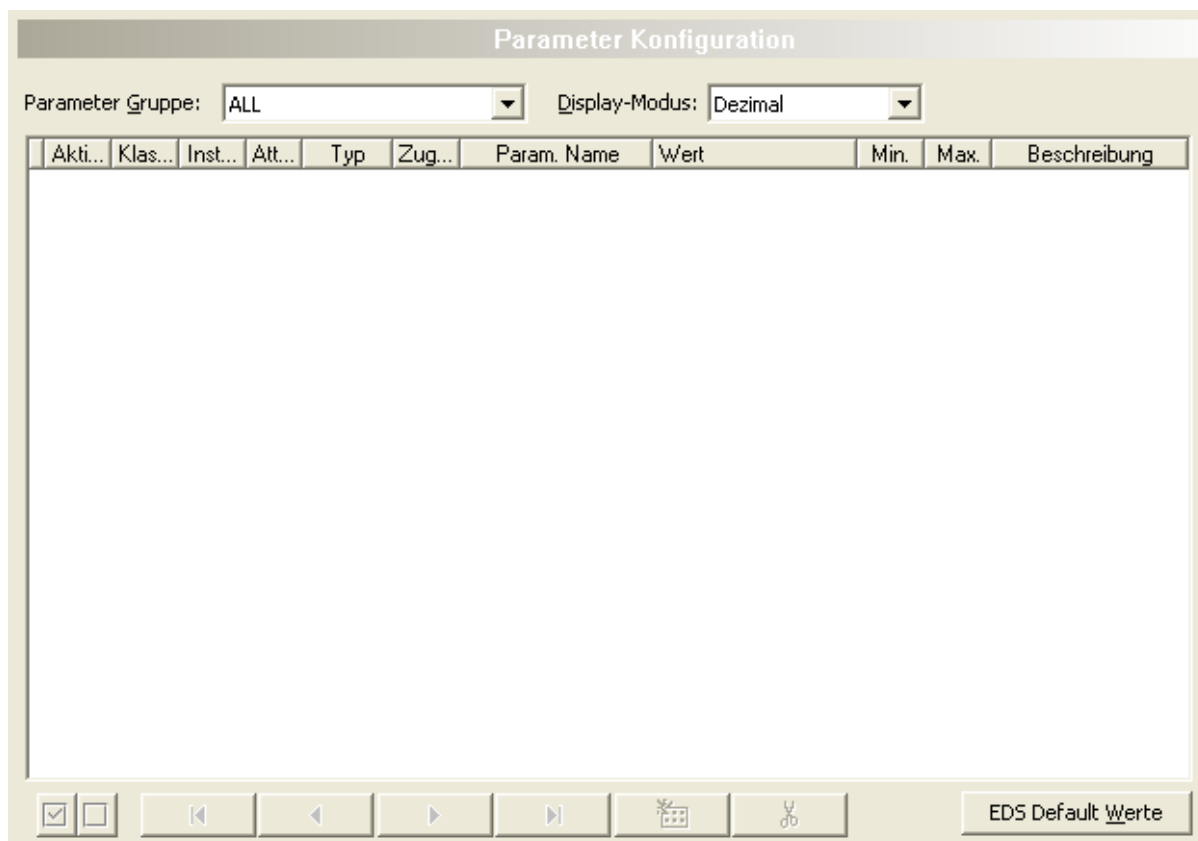 Parameter Konfiguration
Parameter Gruppe: ALL Display-Modus: Dezimal
Akti... Klas... Inst... Att... Typ Zug... Param. Name Wert Min. Max. Beschreibung
EDS Default Werte